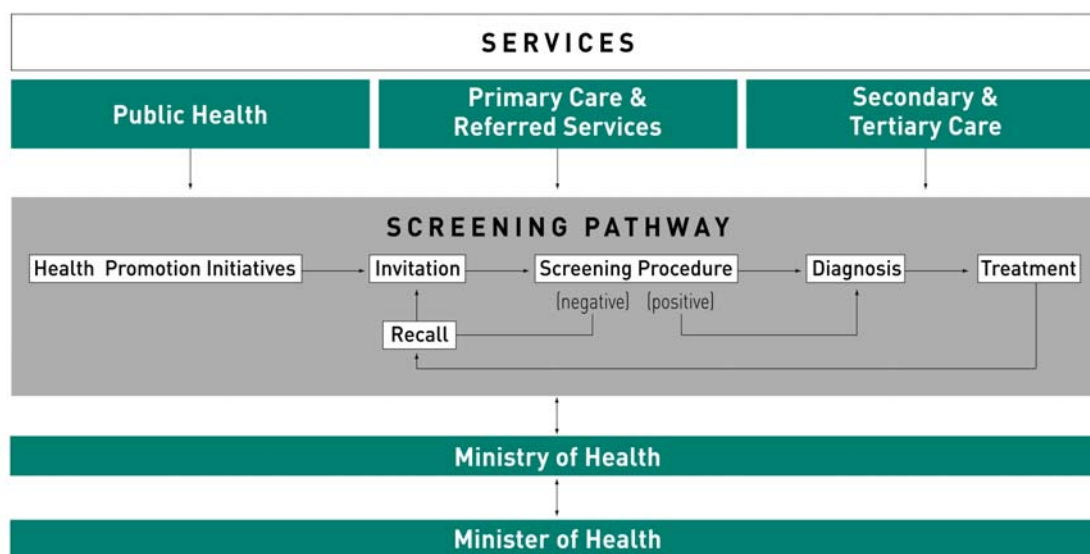 SERVICES
Public Health
Primary Care &
Referred Services
Secondary &
Tertiary Care
SCREENING PATHWAY
Health Promotion Initiatives
Invitation
Screening Procedure
Diagnosis
Treatment
(negative)
(positive)
Recall
Ministry of Health
Minister of Health